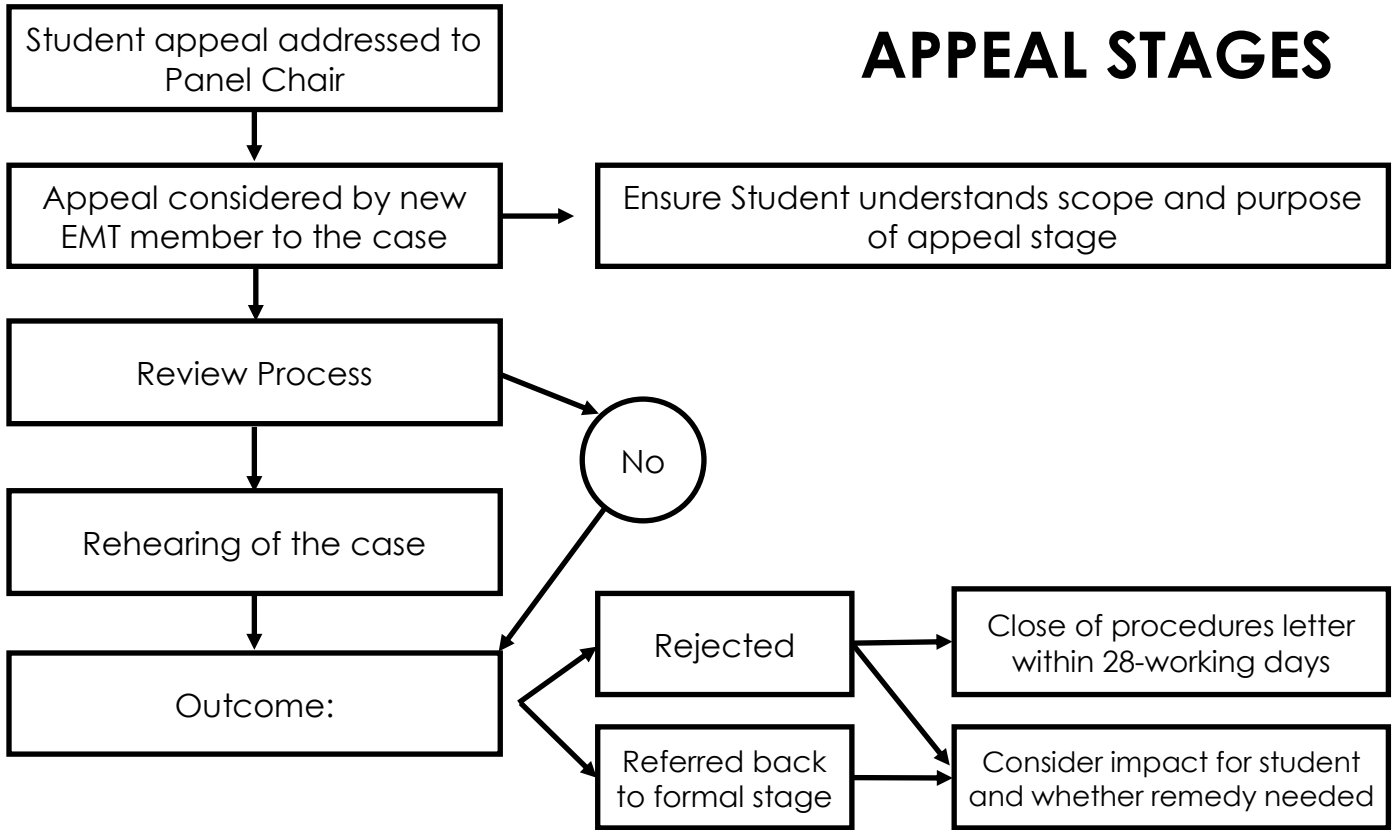 APPEAL STAGES
Student appeal addressed to
Panel Chair
Appeal considered by new
EMT member to the case
Ensure Student understands scope and purpose
of appeal stage
Review Process
No
Rehearing of the case
Outcome:
Rejected
Close of procedures letter
within 28-working days
Referred back
to formal stage
Consider impact for student
and whether remedy needed